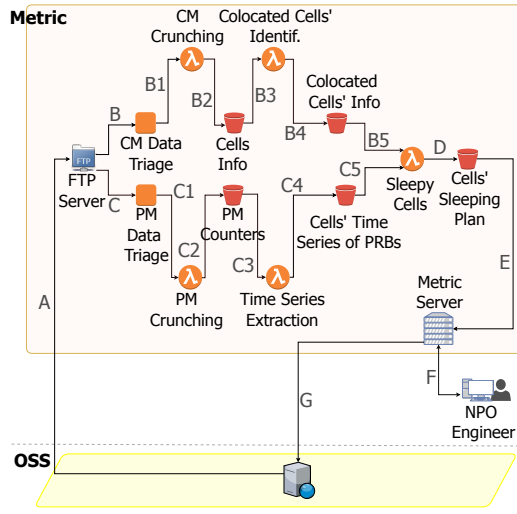 Metric
CM
Crunching
Colocated Cells'
Identif.
B1
B2
B3
Colocated
Cells' Info
B
B4
B5
CM Data
Triage
Cells
Info
D
FTP
FTP
Server
C
C1
C4
C5
Sleepy
Cells
Cells'
Sleeping
Plan
PM
Data
Triage
PM
Counters
Cells' Time
Series of PRBs
C2
C3
E
A
PM
Crunching
Time Series
Extraction
Metric
Server
F
G
NPO
Engineer
OSS